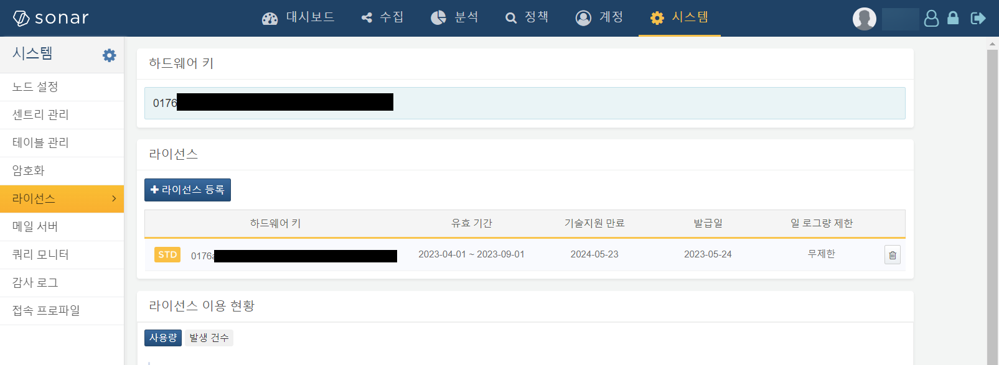 sonar 대시보드 수집 분석 정책 계정 시스템
시스템
노드 설정
센트리 관리
테이블 관리
암호화
라이선스
메일 서버
쿼리 모니터
감사 로그
접속 프로파일
하드웨어 키
0176
라이선스
라이선스 등록
하드웨어 키 유효 기간 기술지원 만료 발급일 일 로그량 제한
STD 0176a 2023-04-01 ~ 2023-09-01 2024-05-23 2023-05-24 무제한
라이선스 이용 현황
사용량 발생 건수